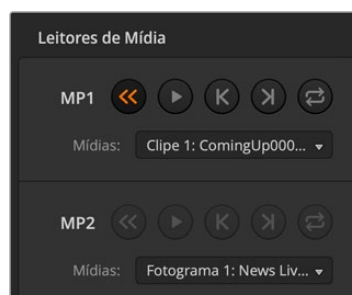 Leitores de Mídia
MP1
Mídias: Clipe 1: ComingUp000...
MP2
Mídias: Fotograma 1: News Liv...